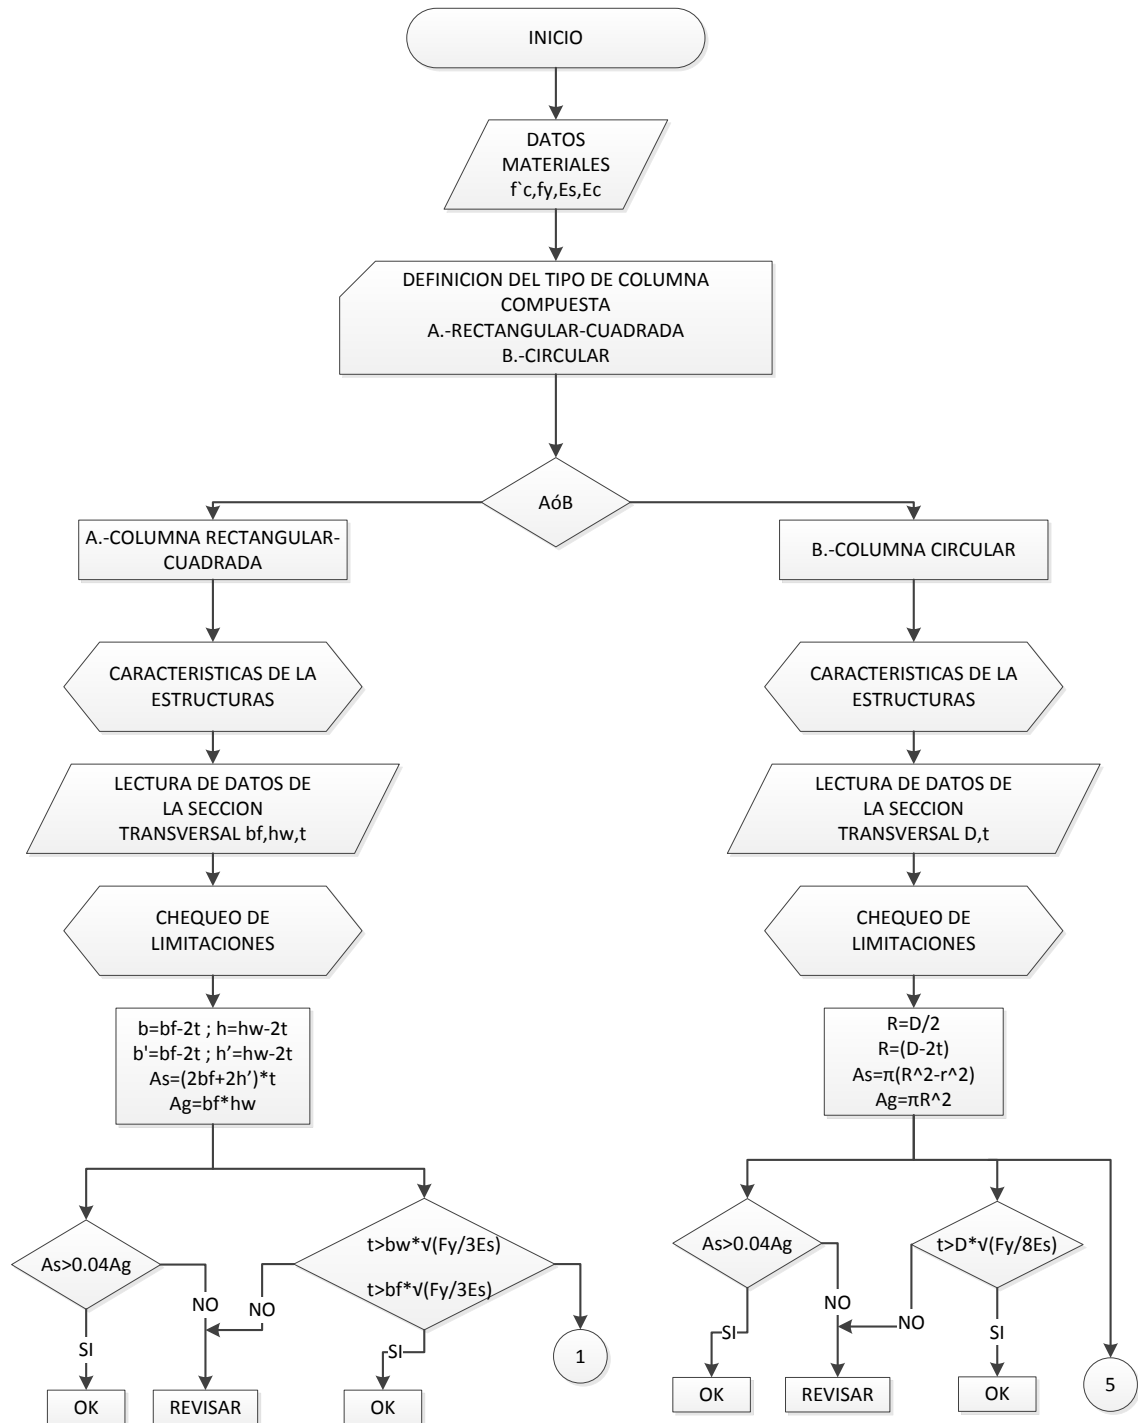 INICIO
DATOS
MATERIALES
f`c,fy,Es,Ec
DEFINICION DEL TIPO DE COLUMNA
COMPUESTA
A.-RECTANGULAR-CUADRADA
B.-CIRCULAR
AóB
A.-COLUMNA RECTANGULAR-
CUADRADA
CARACTERISTICAS DE LA
ESTRUCTURAS
LECTURA DE DATOS DE
LA SECCION
TRANSVERSAL bf,hw,t
CHEQUEO DE
LIMITACIONES
b=bf-2t ; h=hw-2t
b'=bf-2t ; h’=hw-2t
As=(2bf+2h’)*t
Ag=bf*hw
As>0.04Ag
t>bw*√(Fy/3Es)
t>bf*√(Fy/3Es)
NO
NO
SI
SI
1
OK
REVISAR
OK
B.-COLUMNA CIRCULAR
CARACTERISTICAS DE LA
ESTRUCTURAS
LECTURA DE DATOS DE
LA SECCION
TRANSVERSAL D,t
CHEQUEO DE
LIMITACIONES
R=D/2
R=(D-2t)
As=π(R^2-r^2)
Ag=πR^2
As>0.04Ag
t>D*√(Fy/8Es)
NO
NO
SI
SI
5
OK
REVISAR
OK